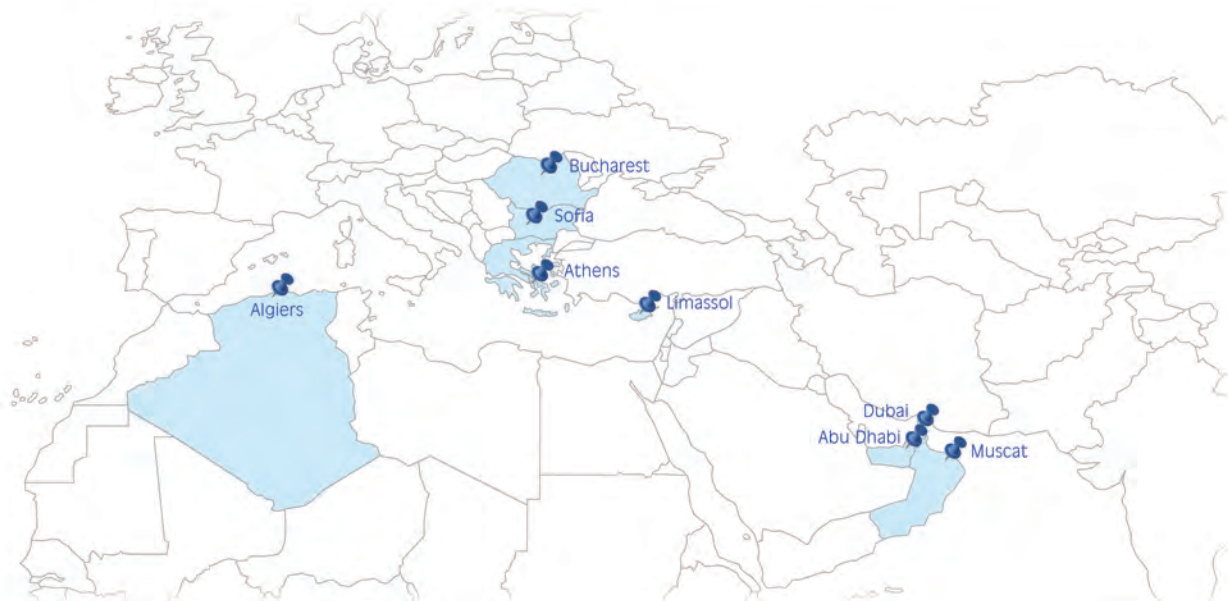 Bucharest
Sofia
Athens
Algiers
Limassol
Dubai
Abu Dhabi
Muscat